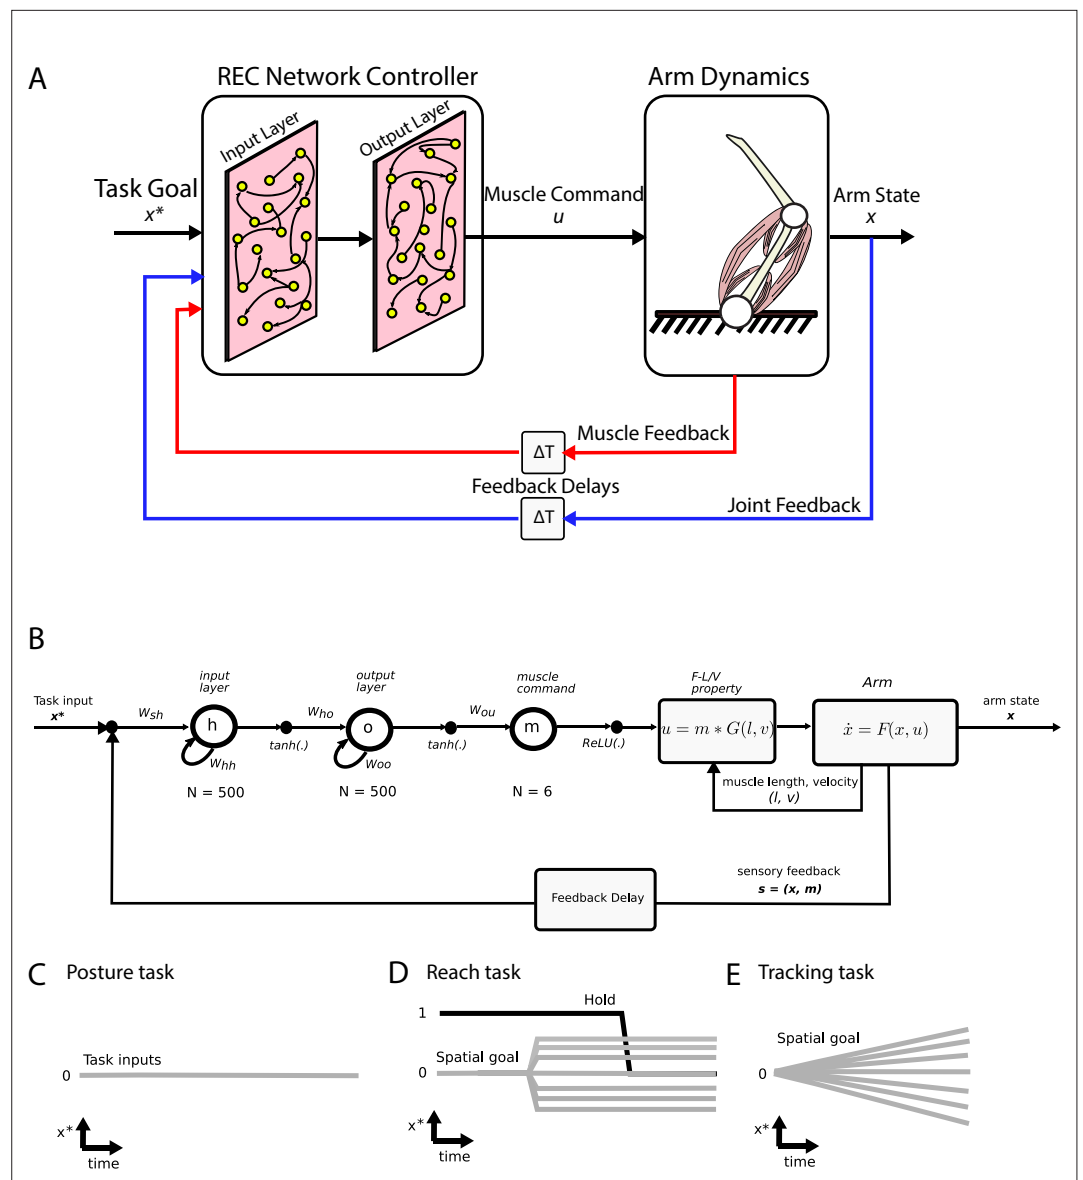 A
REC Network Controller
Arm Dynamics
Input Layer
Output Layer
Task Goal
x*
Muscle Command
u
Arm State
x
Muscle Feedback
ΔT
Feedback Delays
ΔT
Joint Feedback
B
Task input
x*
W_sh
input
layer
h
W_hh
N = 500
W_ho
tanh(.)
output
layer
o
W_oo
N = 500
W_ou
tanh(.)
muscle
command
m
N = 6
ReLU(.)
F-L/V
property
u = m * G(l, v)
Arm
ẋ = F(x, u)
arm state
x
muscle length, velocity
(l, v)
sensory feedback
s = (x, m)
Feedback Delay
C Posture task
Task inputs
0
x*
time
D Reach task
Hold
1
Spatial goal
0
x*
time
E Tracking task
Spatial goal
0
x*
time